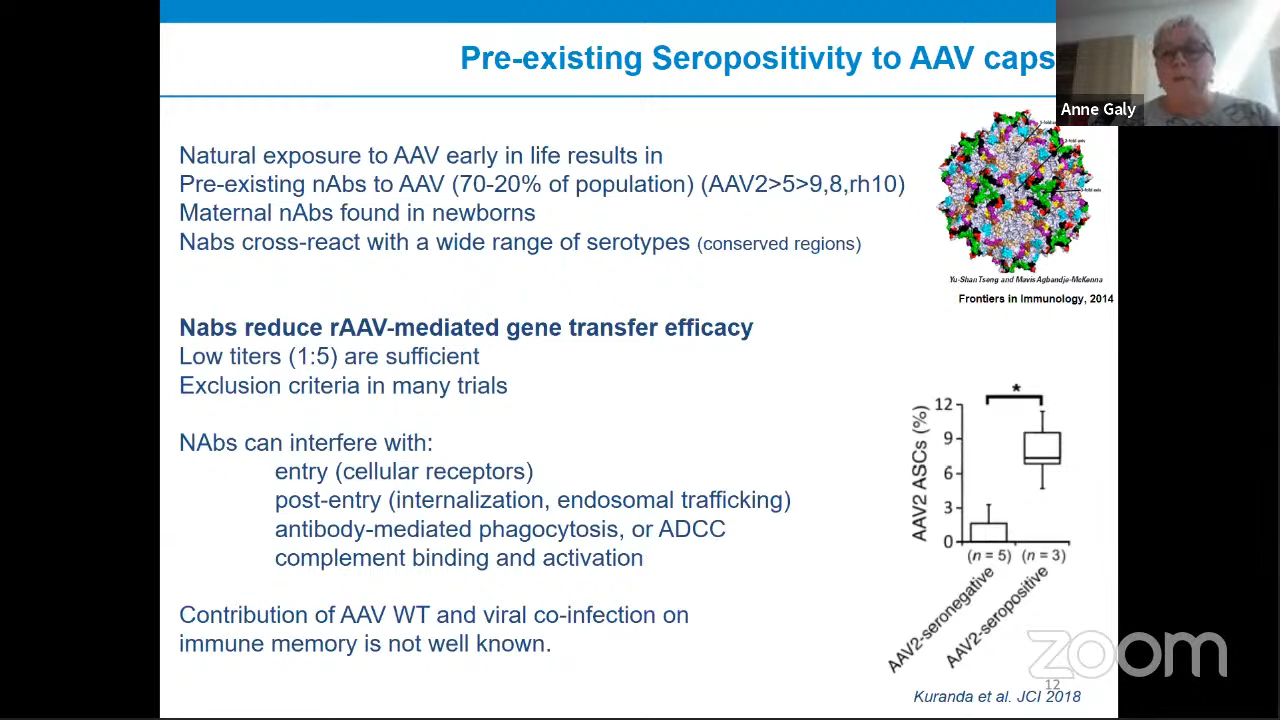 Pre-existing Seropositivity to AAV caps
Anne Galy
Natural exposure to AAV early in life results in
Pre-existing nAbs to AAV (70-20% of population) (AAV2>5>9,8,rh10)
Maternal nAbs found in newborns
Nabs cross-react with a wide range of serotypes (conserved regions)
Yu-Shan Tseng and Mavis Agbandje-McKenna
Frontiers in Immunology, 2014
Nabs reduce rAAV-mediated gene transfer efficacy
Low titers (1:5) are sufficient
Exclusion criteria in many trials
NAbs can interfere with:
entry (cellular receptors)
post-entry (internalization, endosomal trafficking)
antibody-mediated phagocytosis, or ADCC
complement binding and activation
Contribution of AAV WT and viral co-infection on
immune memory is not well known.
*
AAV2 ASCs (%)
12
9
6
3
0
(n = 5) (n = 3)
AAV2-seronegative
AAV2-seropositive
zoom
12
Kuranda et al. JCI 2018